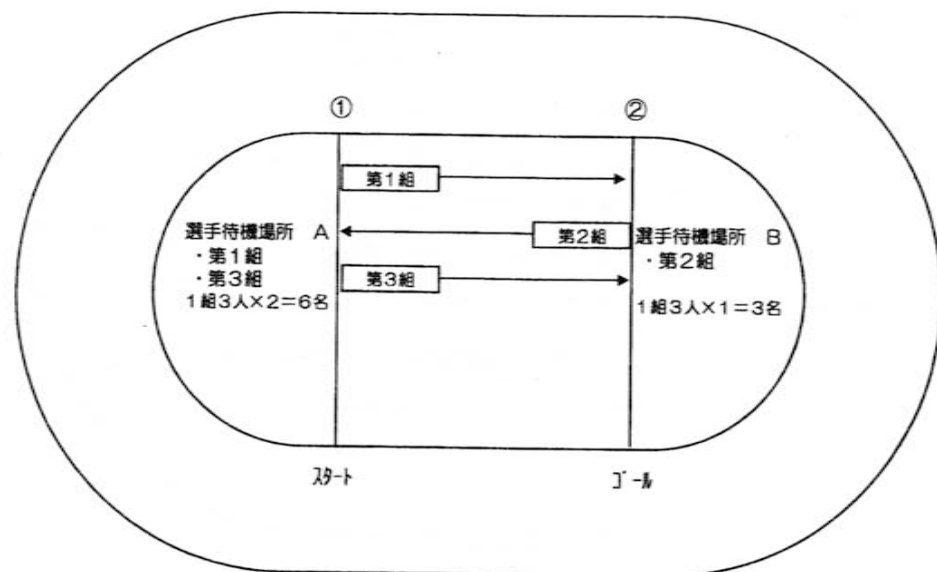 ① ②
第1組
選手待機場所 A
・第1組
・第3組
1組3人×2=6名
第2組
選手待機場所 B
・第2組
1組3人×1=3名
第3組
スタート ゴール